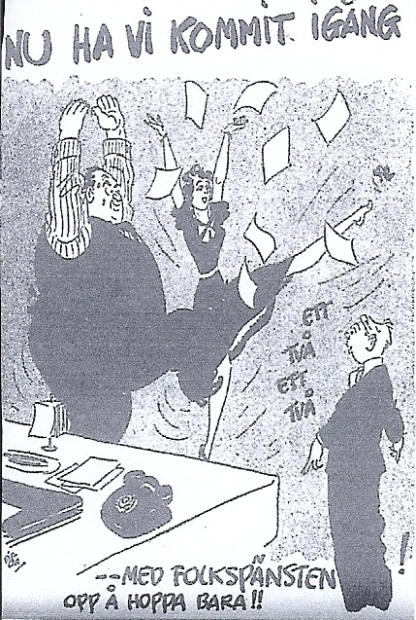 NU HA VI KOMMIT IGÅNG
ETT
TVÅ
ETT
TVÅ
--MED FOLKSPÄNSTEN!
OPP Å HOPPA BARA!!